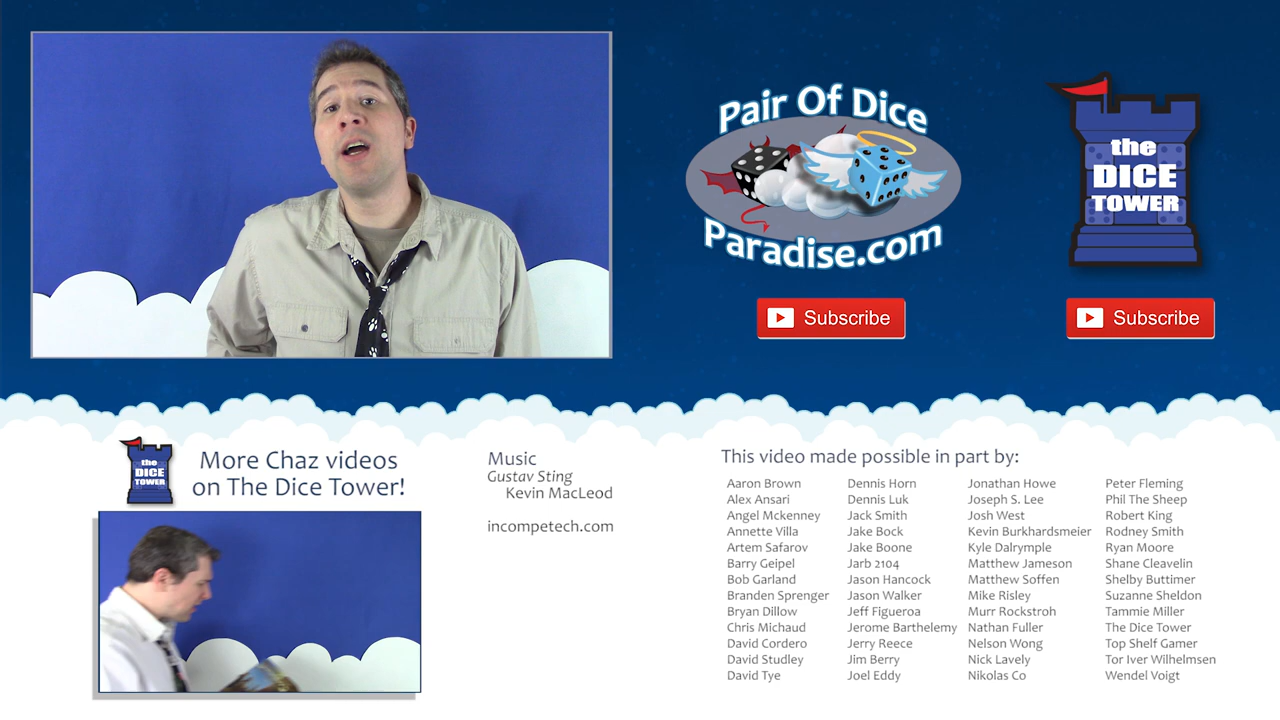 Pair Of Dice
Paradise.com
the
DICE
TOWER
Subscribe
Subscribe
the
DICE
TOWER
More Chaz videos
on The Dice Tower!
Music
Gustav Sting
Kevin MacLeod
incompetech.com
This video made possible in part by:
Aaron Brown
Alex Ansari
Angel Mckenney
Annette Villa
Artem Safarov
Barry Geipel
Bob Garland
Branden Sprenger
Bryan Dillow
Chris Michaud
David Cordero
David Studley
David Tye
Dennis Horn
Dennis Luk
Jack Smith
Jake Bock
Jake Boone
Jarb 2104
Jason Hancock
Jason Walker
Jeff Figueroa
Jerome Barthelemy
Jerry Reece
Jim Berry
Joel Eddy
Jonathan Howe
Joseph S. Lee
Josh West
Kevin Burkhardsmeier
Kyle Dalrymple
Matthew Jameson
Matthew Soffen
Mike Risley
Murr Rockstroh
Nathan Fuller
Nelson Wong
Nick Lavely
Nikolas Co
Peter Fleming
Phil The Sheep
Robert King
Rodney Smith
Ryan Moore
Shane Cleavelin
Shelby Buttimer
Suzanne Sheldon
Tammie Miller
The Dice Tower
Top Shelf Gamer
Tor Iver Wilhelmsen
Wendel Voigt